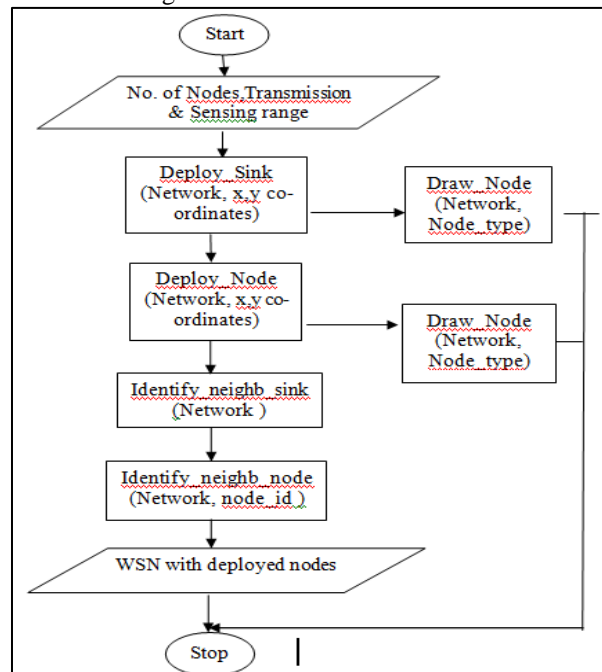 Start
No. of Nodes,Transmission
& Sensing range
Deploy_Sink
(Network, x,y co-
ordinates)
Draw_Node
(Network,
Node_type)
Deploy_Node
(Network, x,y co-
ordinates)
Draw_Node
(Network,
Node_type)
Identify_neighb_sink
(Network )
Identify_neighb_node
(Network, node_id )
WSN with deployed nodes
Stop